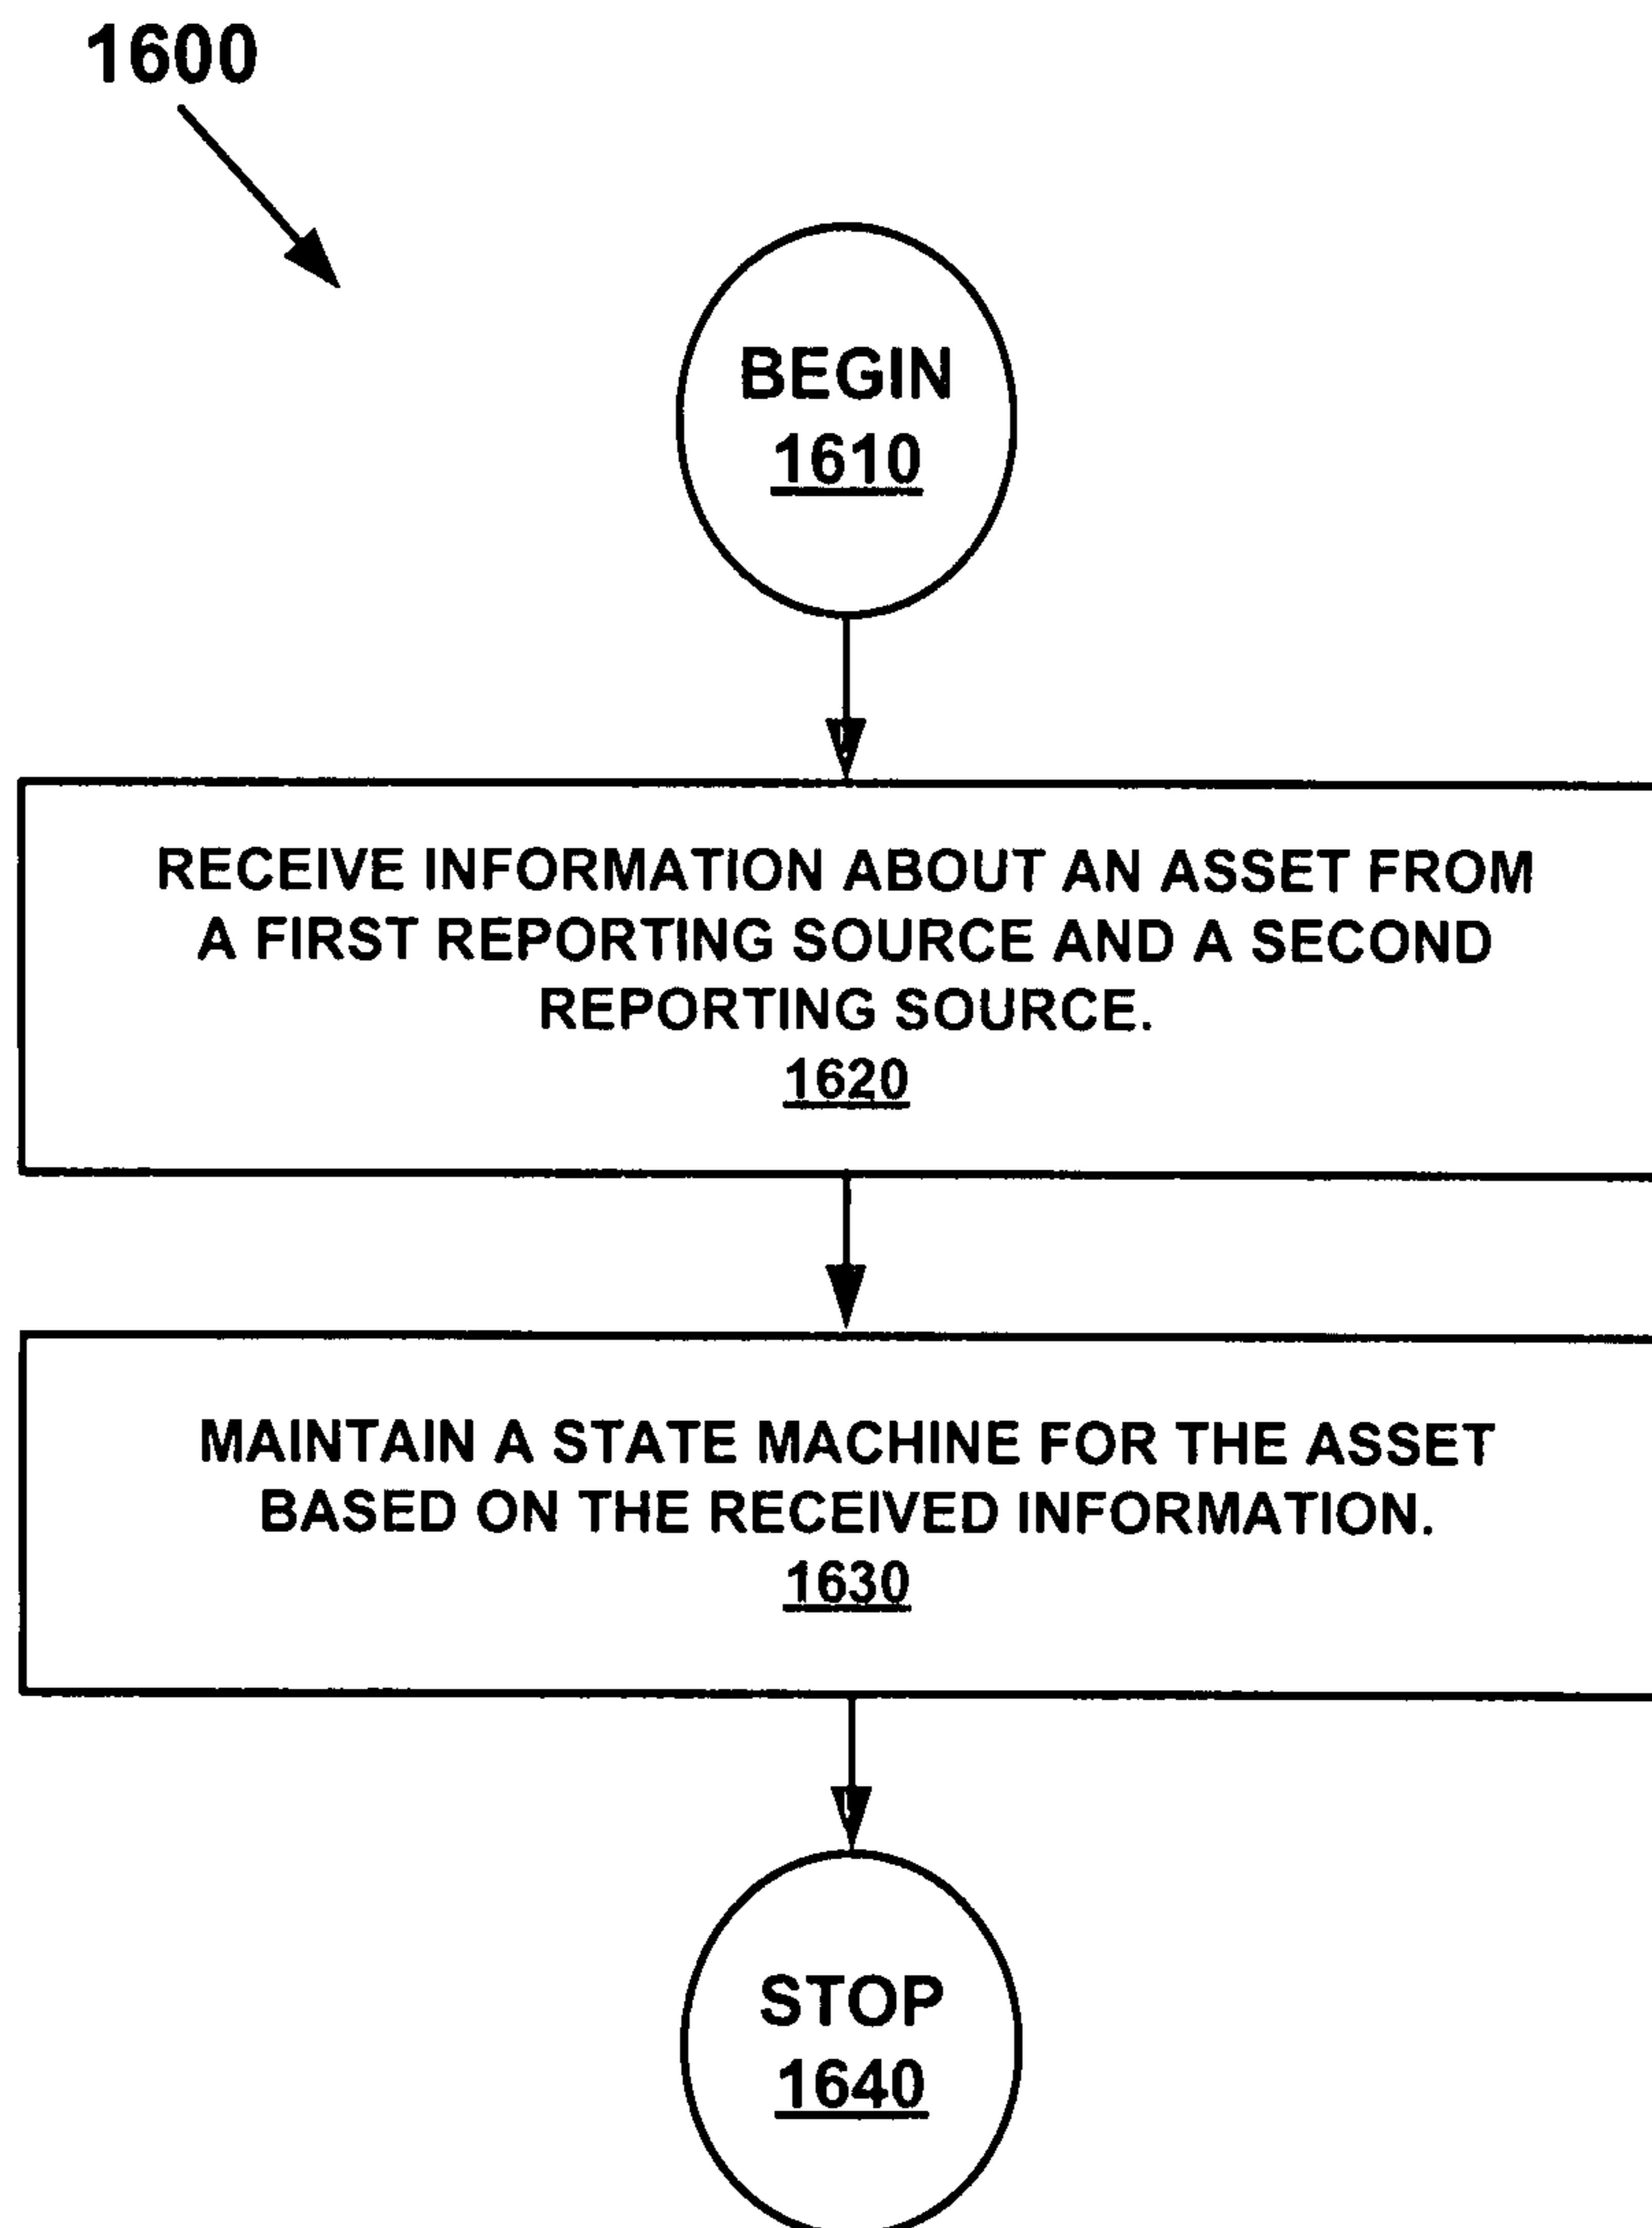 1600
BEGIN
1610
RECEIVE INFORMATION ABOUT AN ASSET FROM
A FIRST REPORTING SOURCE AND A SECOND
REPORTING SOURCE.
1620
MAINTAIN A STATE MACHINE FOR THE ASSET
BASED ON THE RECEIVED INFORMATION.
1630
STOP
1640